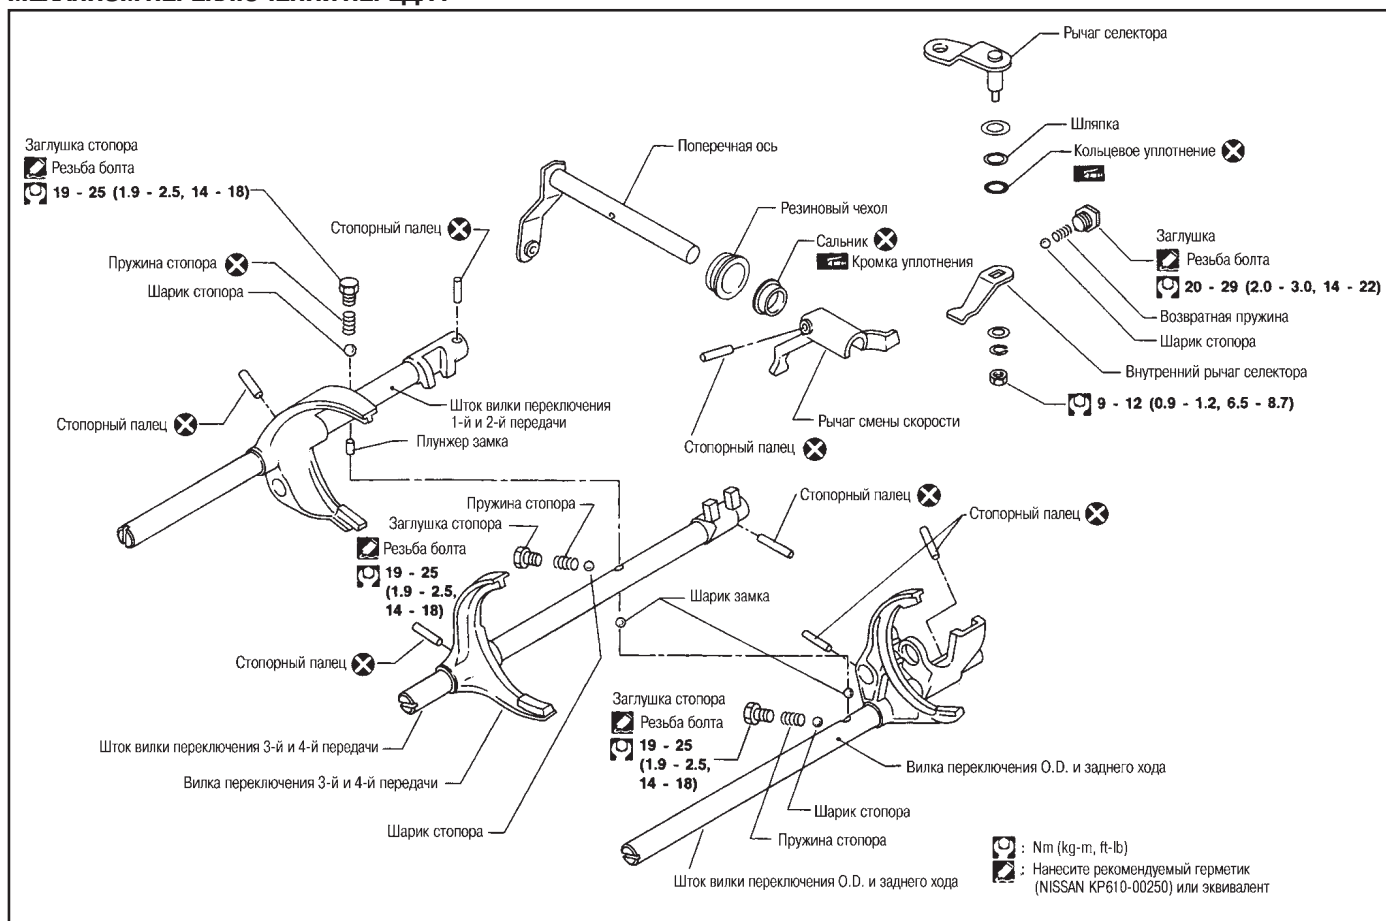 Рычаг селектора
Шляпка
Кольцевое уплотнение
Заглушка стопора
Резьба болта
19 - 25 (1.9 - 2.5, 14 - 18)
Поперечная ось
Стопорный палец
Резиновый чехол
Сальник
Кромка уплотнения
Заглушка
Резьба болта
20 - 29 (2.0 - 3.0, 14 - 22)
Пружина стопора
Шарик стопора
Возвратная пружина
Шарик стопора
Внутренний рычаг селектора
9 - 12 (0.9 - 1.2, 6.5 - 8.7)
Стопорный палец
Шток вилки переключения
1-й и 2-й передачи
Плунжер замка
Рычаг смены скорости
Стопорный палец
Пружина стопора
Заглушка стопора
Резьба болта
19 - 25
(1.9 - 2.5,
14 - 18)
Стопорный палец
Стопорный палец
Шарик замка
Стопорный палец
Заглушка стопора
Резьба болта
19 - 25
(1.9 - 2.5,
14 - 18)
Шток вилки переключения 3-й и 4-й передачи
Вилка переключения 3-й и 4-й передачи
Шарик стопора
Вилка переключения O.D. и заднего хода
Шарик стопора
Пружина стопора
Шток вилки переключения O.D. и заднего хода
: Nm (kg-m, ft-lb)
: Нанесите рекомендуемый герметик
(NISSAN KP610-00250) или эквивалент